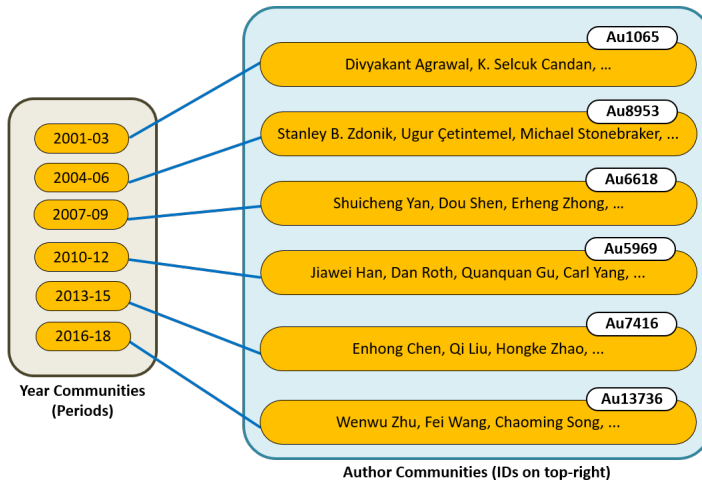 Au1065
Divyakant Agrawal, K. Selcuk Candan, ...
Au8953
Stanley B. Zdonik, Ugur Çetintemel, Michael Stonebraker, ...
Au6618
Shuicheng Yan, Dou Shen, Erheng Zhong, ...
Au5969
Jiawei Han, Dan Roth, Quanquan Gu, Carl Yang, ...
Au7416
Enhong Chen, Qi Liu, Hongke Zhao, ...
Au13736
Wenwu Zhu, Fei Wang, Chaoming Song, ...
Author Communities (IDs on top-right)
2001-03
2004-06
2007-09
2010-12
2013-15
2016-18
Year Communities
(Periods)